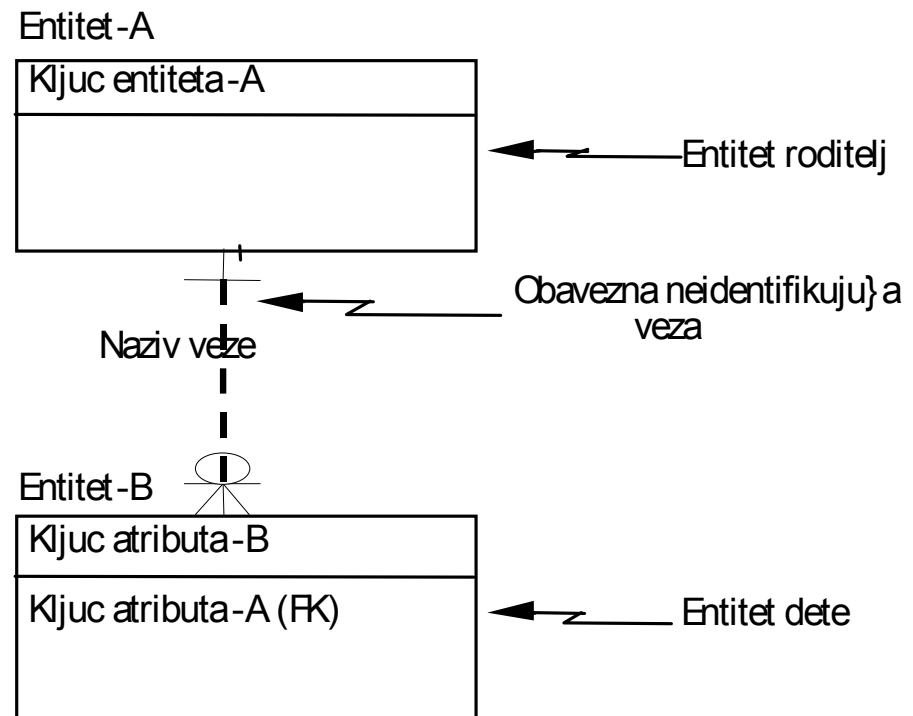 Entitet-A
Kljuc entiteta-A
Entitet roditelj
Obavezna neidentifikuju}a
veza
Naziv veze
Entitet-B
Kljuc atributa-B
Kljuc atributa-A (FK)
Entitet dete